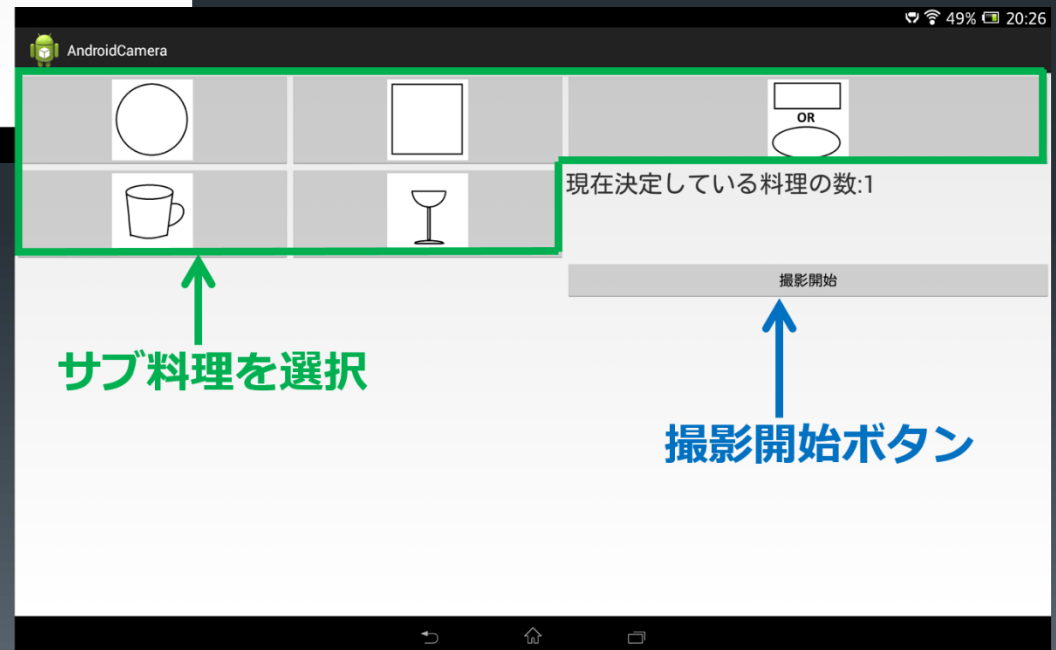 49% 20:26
AndroidCamera
OR
現在決定している料理の数:1
撮影開始
サブ料理を選択
撮影開始ボタン